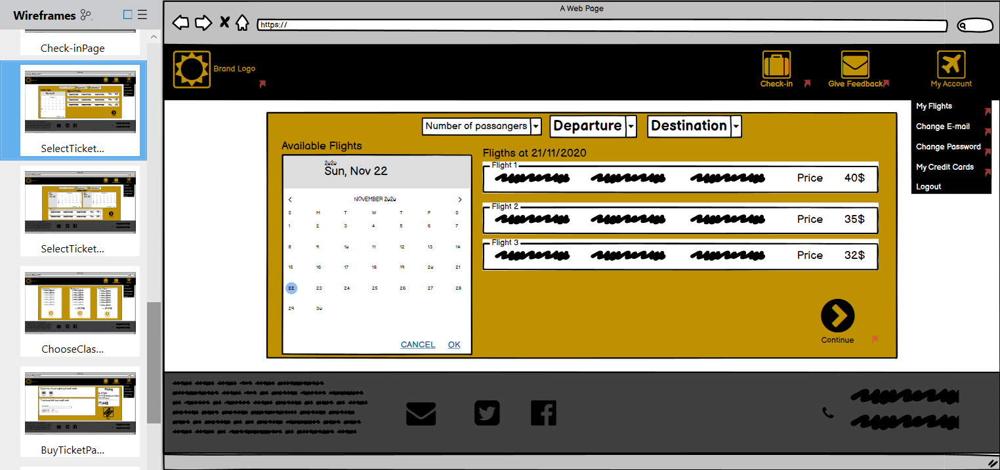 Wireframes
Check-inPage
SelectTicket...
SelectTicket...
ChooseClas...
BuyTicketPa...
A Web Page
https://
Brand Logo
Check-in
Give Feedback
My Account
My Flights
Change E-mail
Change Password
My Credit Cards
Logout
Number of passangers
Departure
Destination
Available Flights
2020
Sun, Nov 22
NOVEMBER 2020
S M T W T F S
1 2 3 4 5 6 7
8 9 10 11 12 13 14
15 16 17 18 19 20 21
22 23 24 25 26 27 28
29 30
CANCEL OK
Fligths at 21/11/2020
Flight 1
Price 40$
Flight 2
Price 35$
Flight 3
Price 32$
Continue